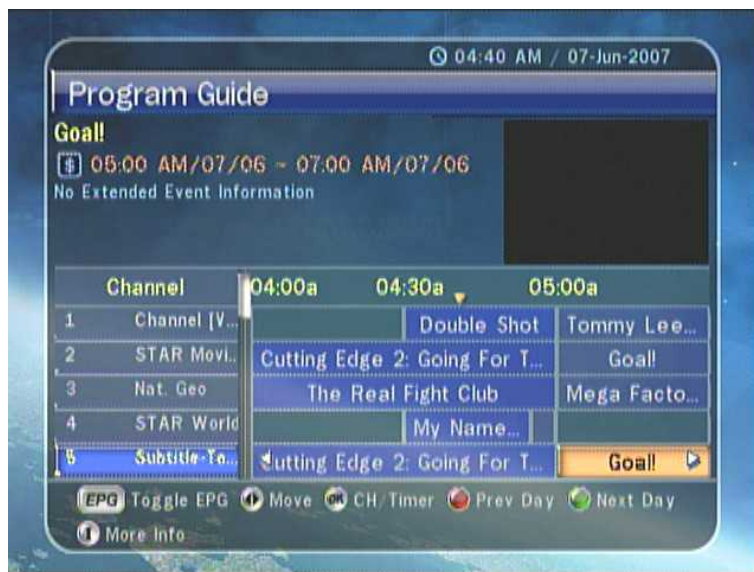 04:40 AM / 07-Jun-2007
Program Guide
Goal!
$ 05:00 AM/07/06 ~ 07:00 AM/07/06
No Extended Event Information
Channel 04:00a 04:30a 05:00a
1 Channel [V... Double Shot Tommy Lee...
2 STAR Movi... Cutting Edge 2: Going For T... Goal!
3 Nat. Geo The Real Fight Club Mega Facto...
4 STAR World My Name...
5 Subtitle-To... Cutting Edge 2: Going For T... Goal!
EPG Toggle EPG Move OK CH/Timer Prev Day Next Day
i More Info